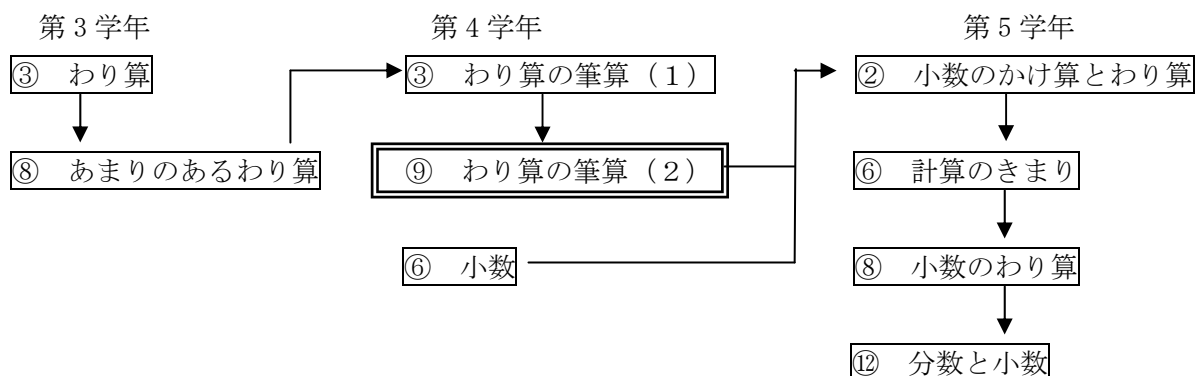 第3学年 第4学年 第5学年
③ わり算 ③ わり算の筆算(1) ② 小数のかけ算とわり算
⑧ あまりのあるわり算 ⑨ わり算の筆算(2) ⑥ 計算のきまり
⑥ 小数 ⑧ 小数のわり算
⑫ 分数と小数